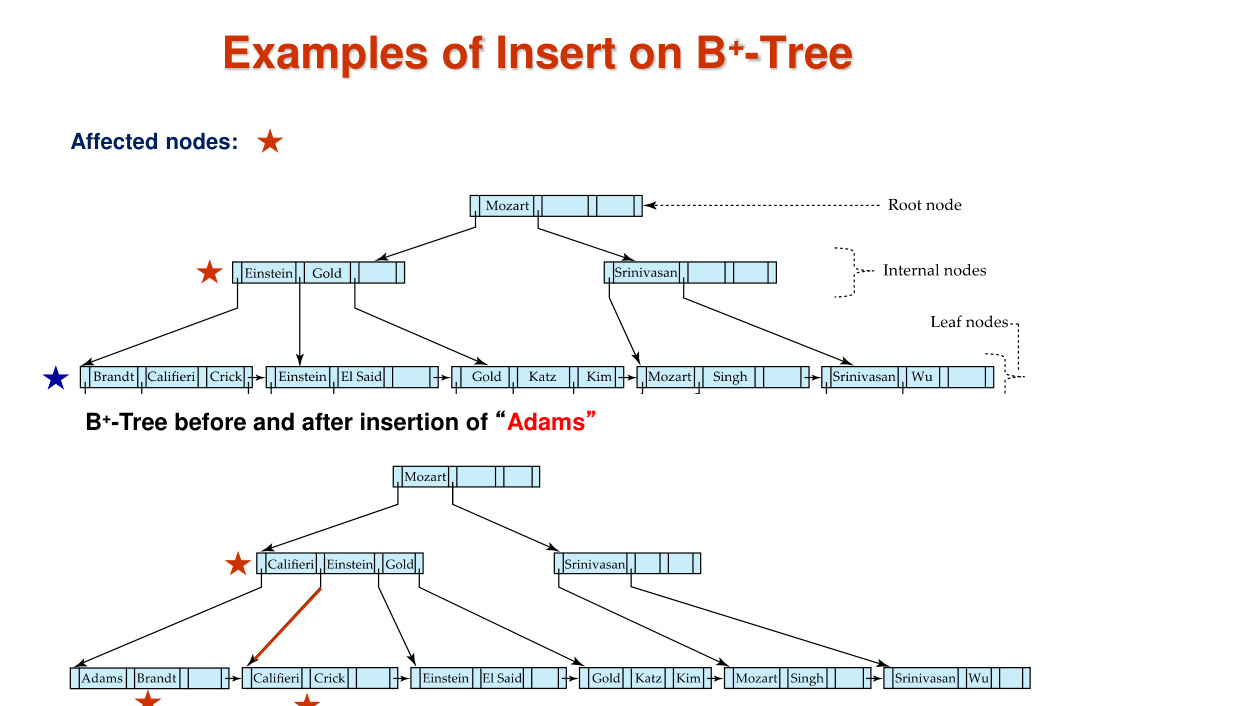 Examples of Insert on B+-Tree
Affected nodes:
Mozart
Root node
Einstein Gold
Srinivasan
Internal nodes
Leaf nodes
Brandt Califieri Crick Einstein El Said Gold Katz Kim Mozart Singh Srinivasan Wu
B+-Tree before and after insertion of “Adams”
Mozart
Califieri Einstein Gold Srinivasan
Adams Brandt Califieri Crick Einstein El Said Gold Katz Kim Mozart Singh Srinivasan Wu